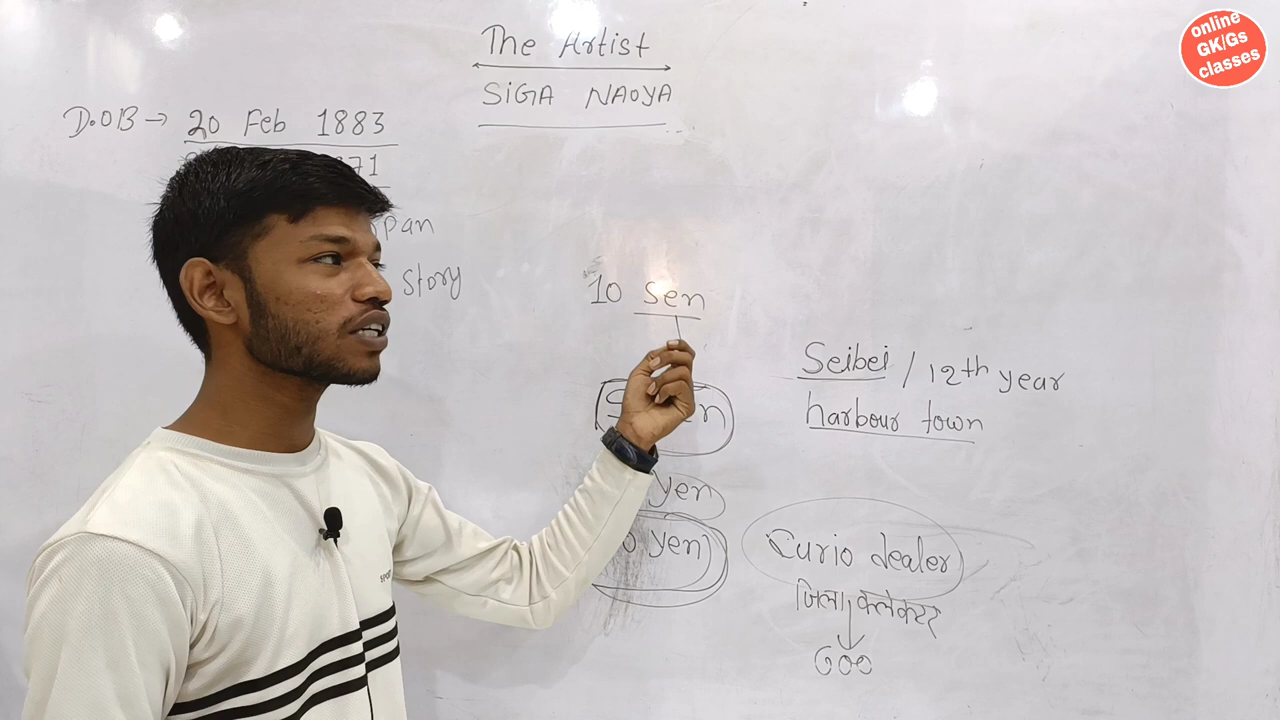 online
GK/Gs
classes
The Artist
SIGA NAOYA
D.OB → 20 Feb 1883
71
pan
story
10 Sen
Seibei / 12th year
harbour town
yen
yen
Curio dealer
जिला कलेक्टर
600